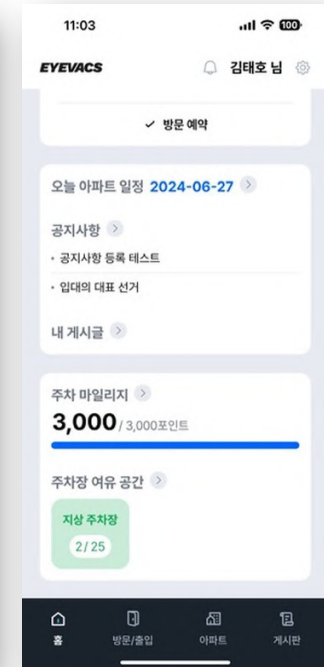 11:03
100
EYEVACS
김태호 님
방문 예약
오늘 아파트 일정 2024-06-27
공지사항
· 공지사항 등록 테스트
· 입대의 대표 선거
내 게시글
주차 마일리지
3,000 / 3,000포인트
주차장 여유 공간
지상 주차장
2 / 25
홈 방문/출입 아파트 게시판